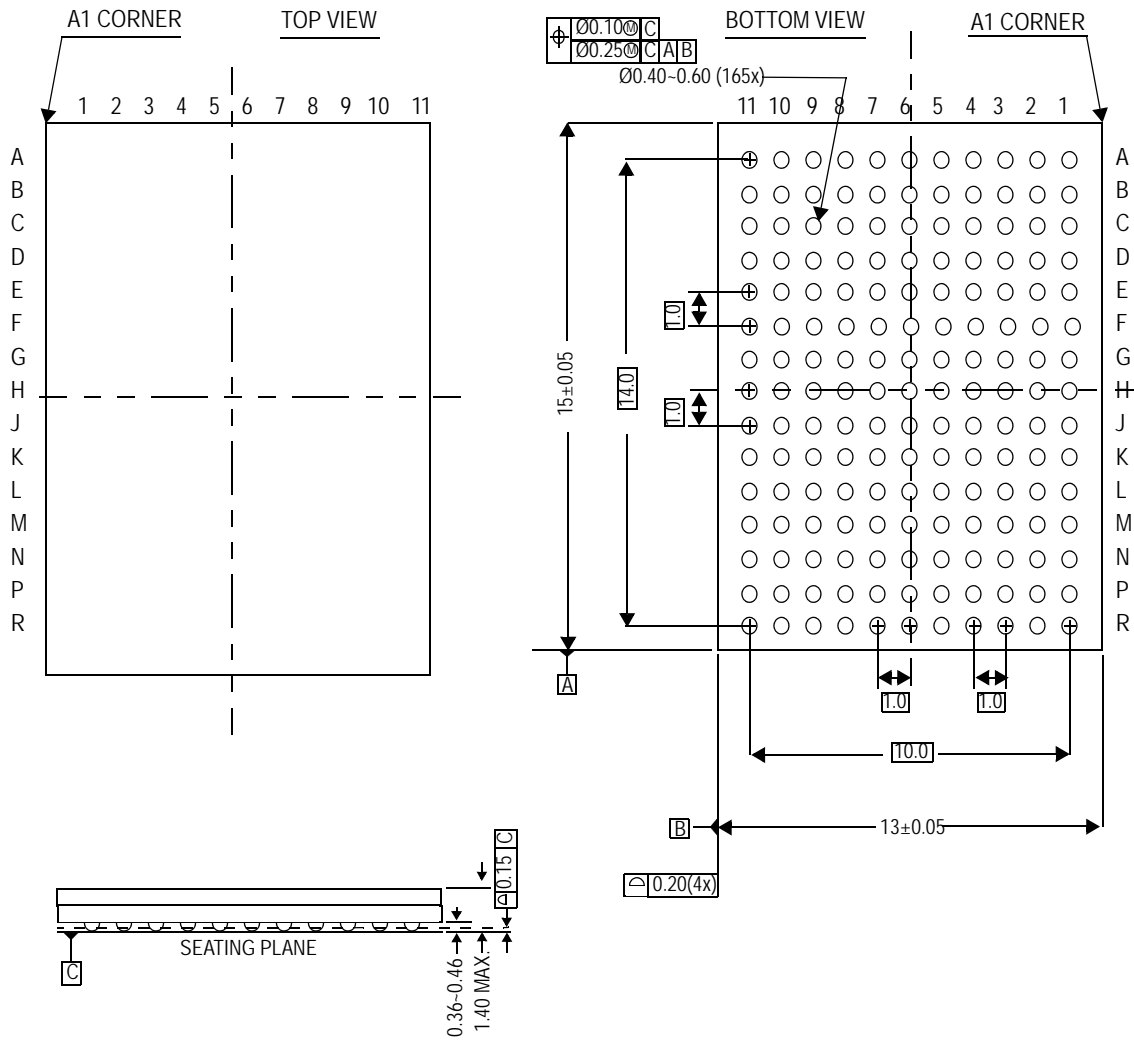 A1 CORNER
TOP VIEW
BOTTOM VIEW
A1 CORNER
Ø0.10Ⓜ C
Ø0.25Ⓜ C A B
Ø0.40~0.60 (165x)
1 2 3 4 5 6 7 8 9 10 11
11 10 9 8 7 6 5 4 3 2 1
A
B
C
D
E
F
G
H
J
K
L
M
N
P
R
A
B
C
D
E
F
G
H
J
K
L
M
N
P
R
15±0.05
14.0
1.0
1.0
A
1.0
1.0
10.0
B
13±0.05
0.20(4x)
0.15 C
SEATING PLANE
C
0.36~0.46
1.40 MAX.